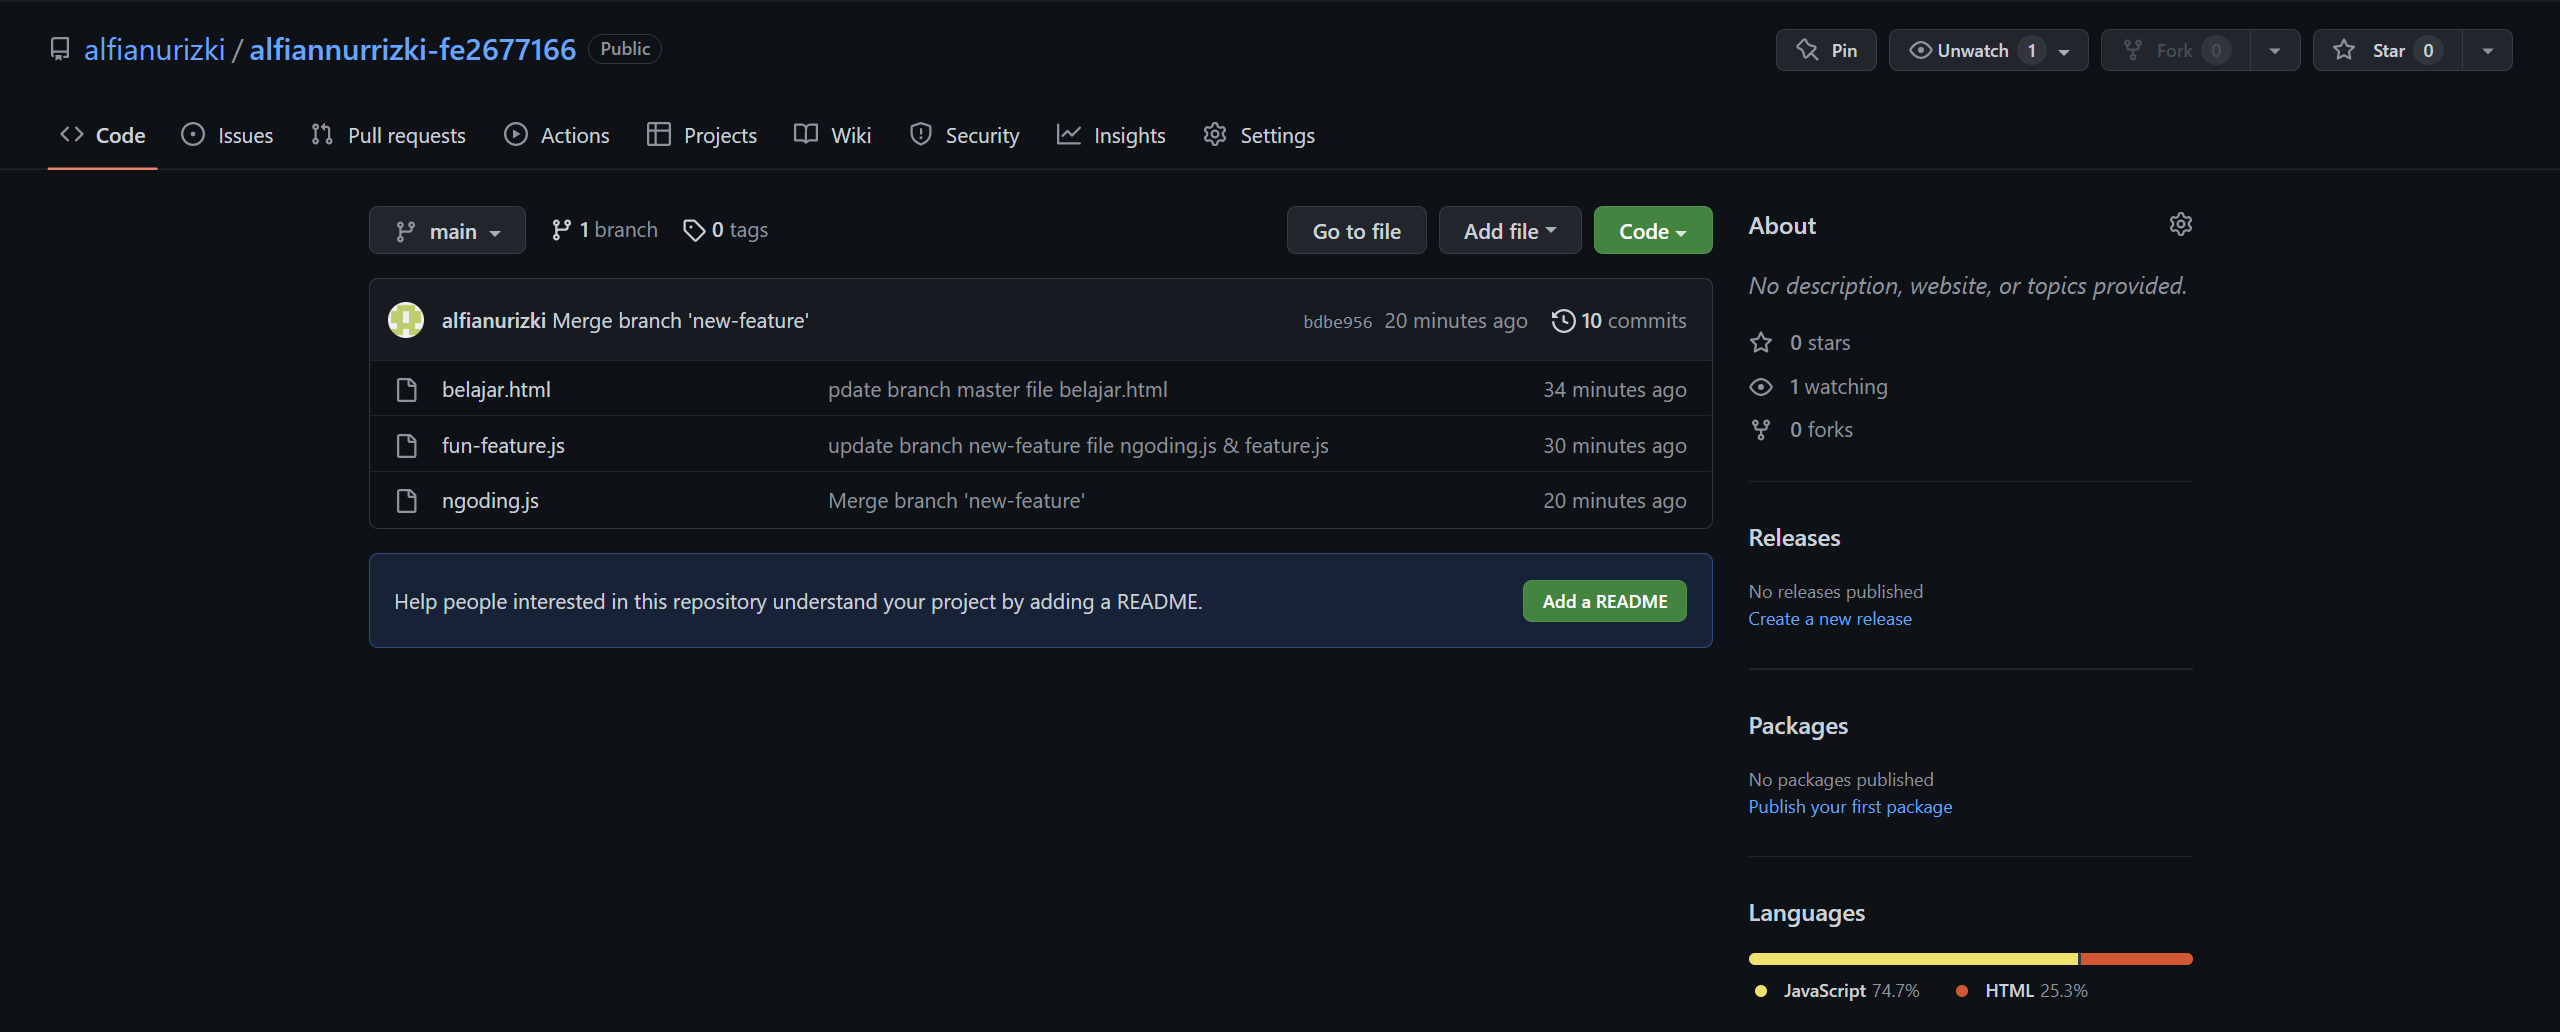 alfianurizki / alfiannurrizki-fe2677166 Public
Pin Unwatch 1 Fork 0 Star 0
Code Issues Pull requests Actions Projects Wiki Security Insights Settings
main 1 branch 0 tags Go to file Add file Code
alfianurizki Merge branch 'new-feature' bdbe956 20 minutes ago 10 commits
belajar.html pdate branch master file belajar.html 34 minutes ago
fun-feature.js update branch new-feature file ngoding.js & feature.js 30 minutes ago
ngoding.js Merge branch 'new-feature' 20 minutes ago
Help people interested in this repository understand your project by adding a README. Add a README
About
No description, website, or topics provided.
0 stars
1 watching
0 forks
Releases
No releases published
Create a new release
Packages
No packages published
Publish your first package
Languages
JavaScript 74.7% HTML 25.3%